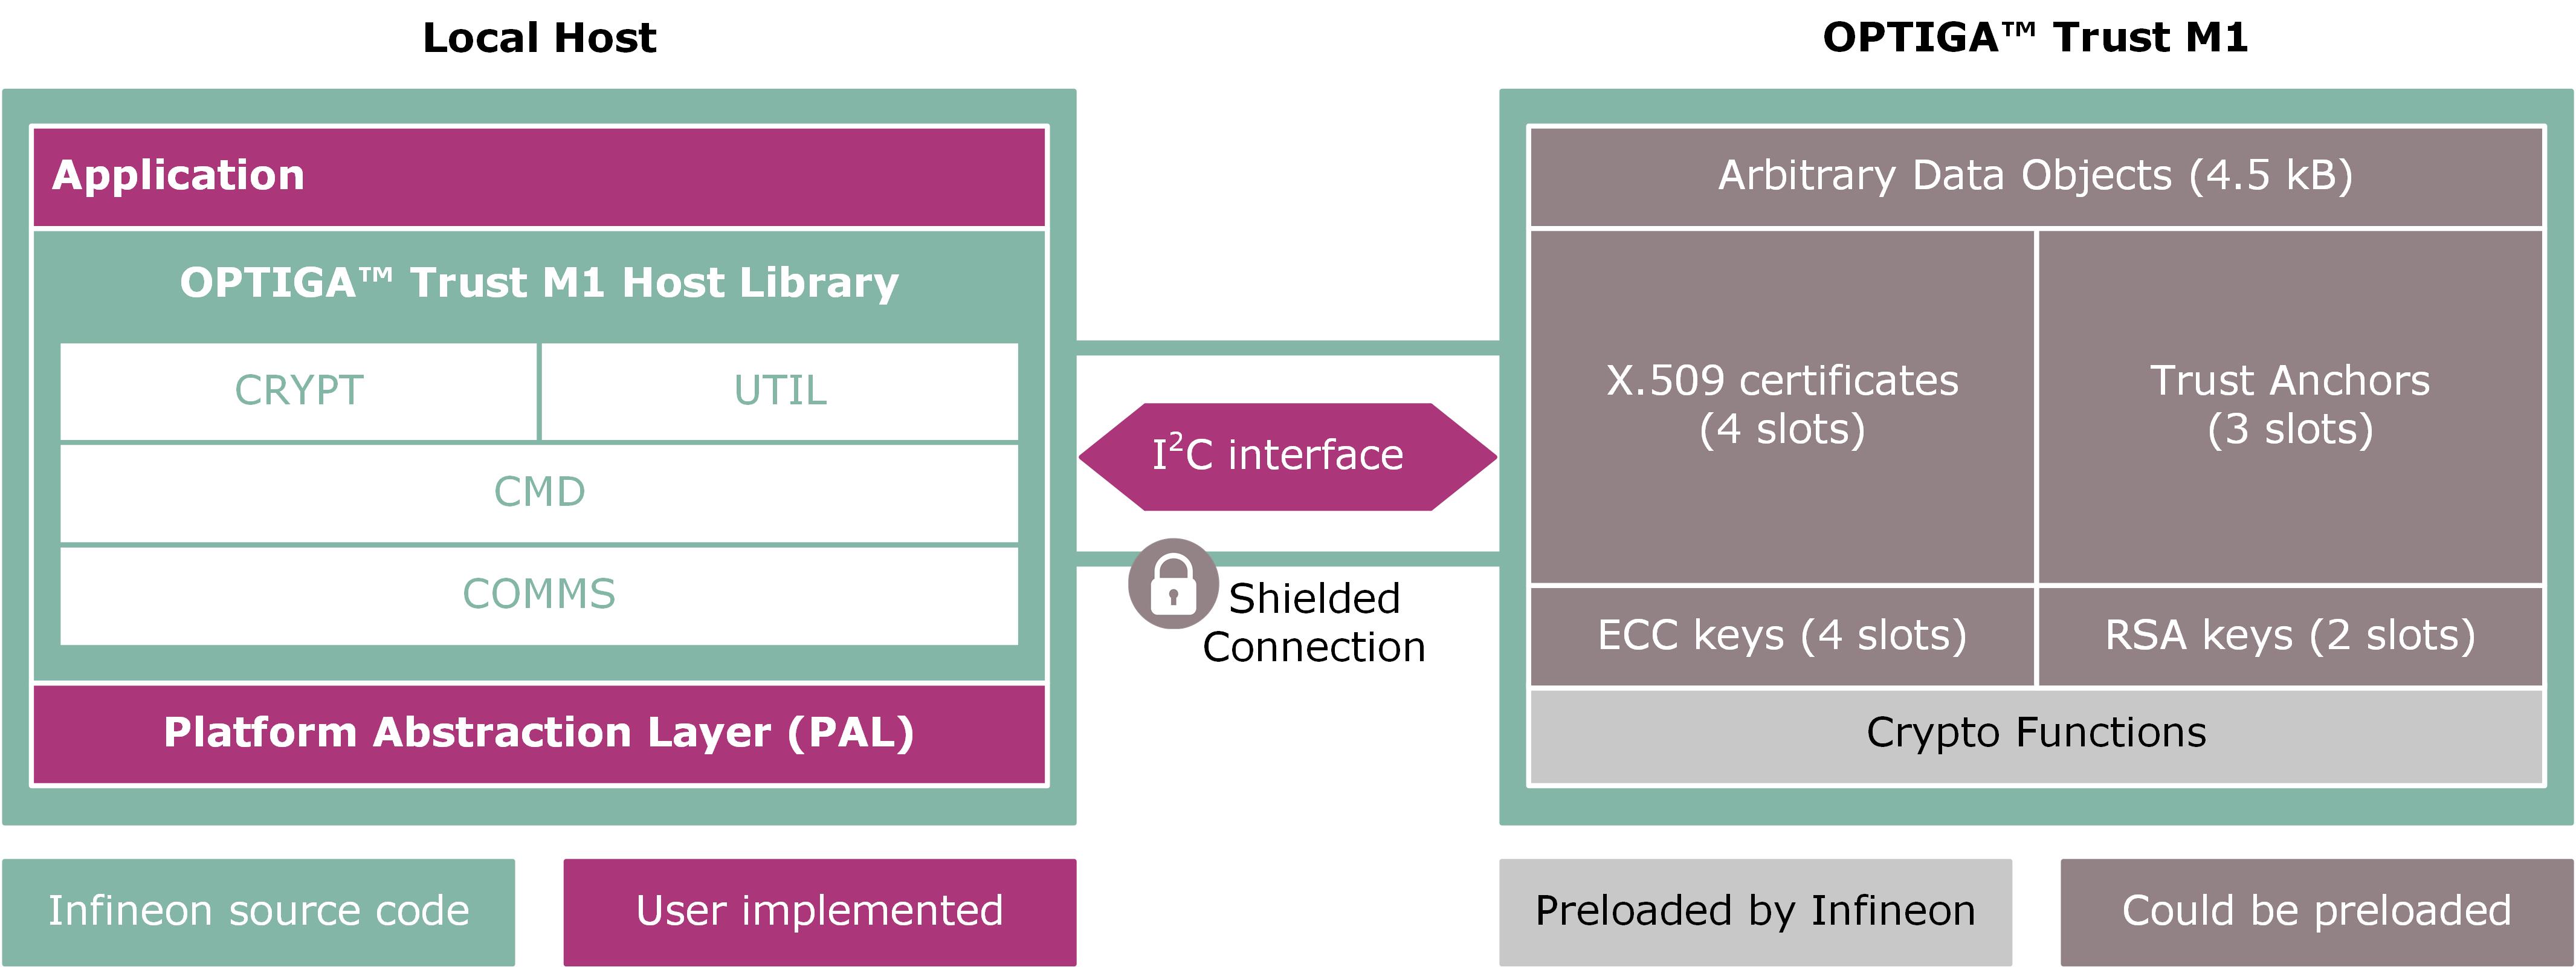 Local Host
OPTIGA™ Trust M1
Application
OPTIGA™ Trust M1 Host Library
CRYPT
UTIL
CMD
COMMS
Platform Abstraction Layer (PAL)
I²C interface
Shielded
Connection
Arbitrary Data Objects (4.5 kB)
X.509 certificates
(4 slots)
Trust Anchors
(3 slots)
ECC keys (4 slots)
RSA keys (2 slots)
Crypto Functions
Infineon source code
User implemented
Preloaded by Infineon
Could be preloaded